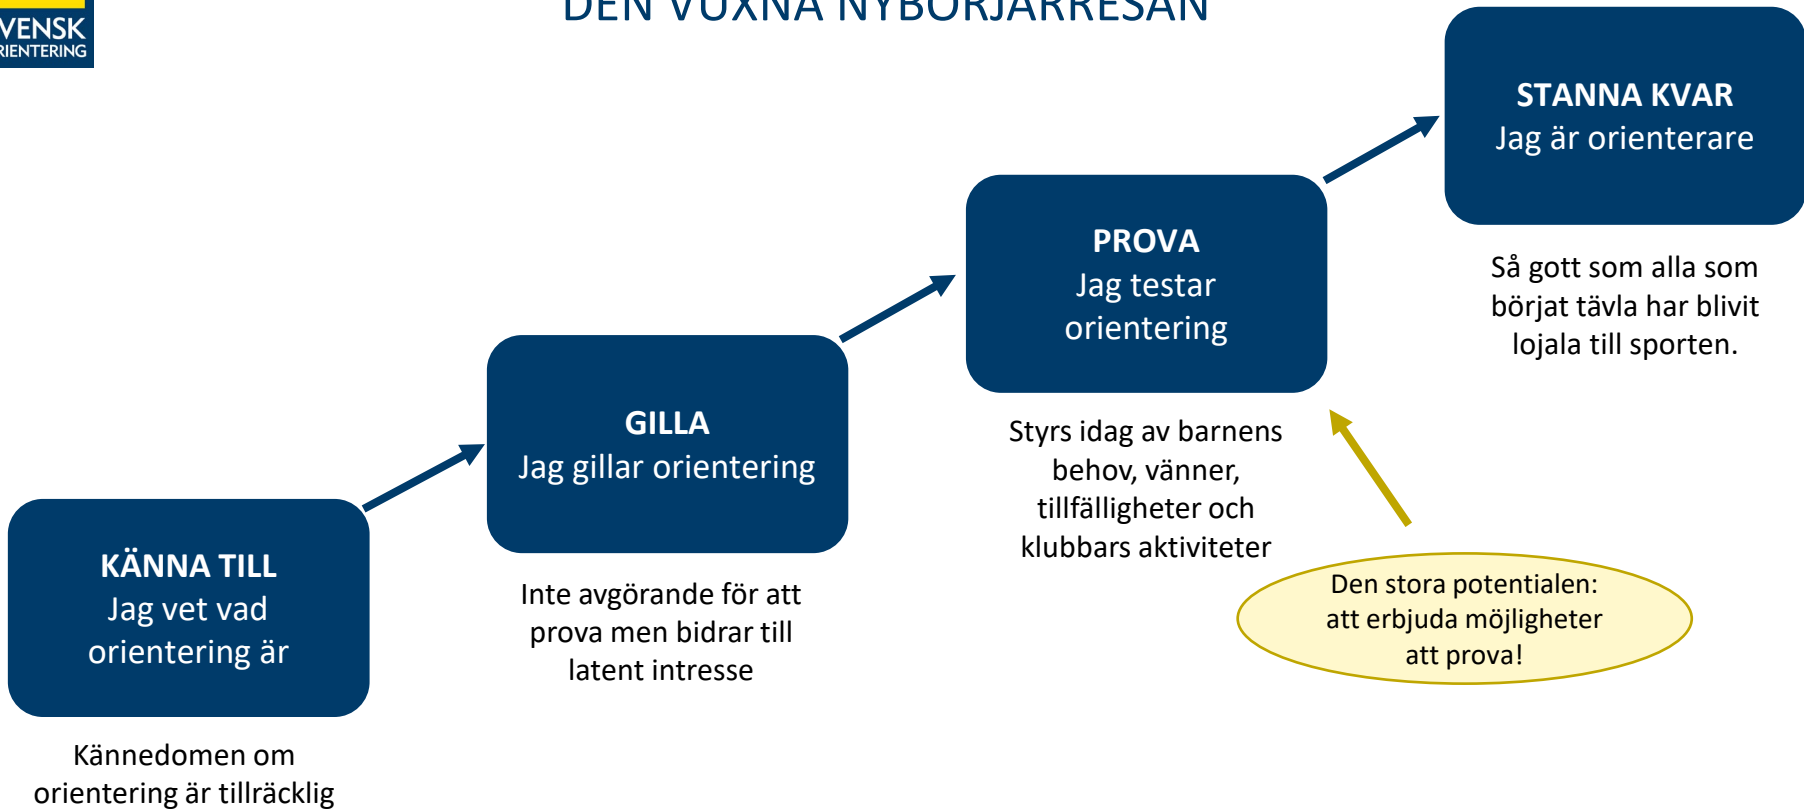 SVENSK
ORIENTERING
DEN VUXNA NYBÖRJARRESAN
KÄNNA TILL
Jag vet vad
orientering är
Kännedomen om
orientering är tillräcklig
GILLA
Jag gillar orientering
Inte avgörande för att
prova men bidrar till
latent intresse
PROVA
Jag testar
orientering
Styrs idag av barnens
behov, vänner,
tillfälligheter och
klubbars aktiviteter
STANNA KVAR
Jag är orienterare
Så gott som alla som
börjat tävla har blivit
lojala till sporten.
Den stora potentialen:
att erbjuda möjligheter
att prova!